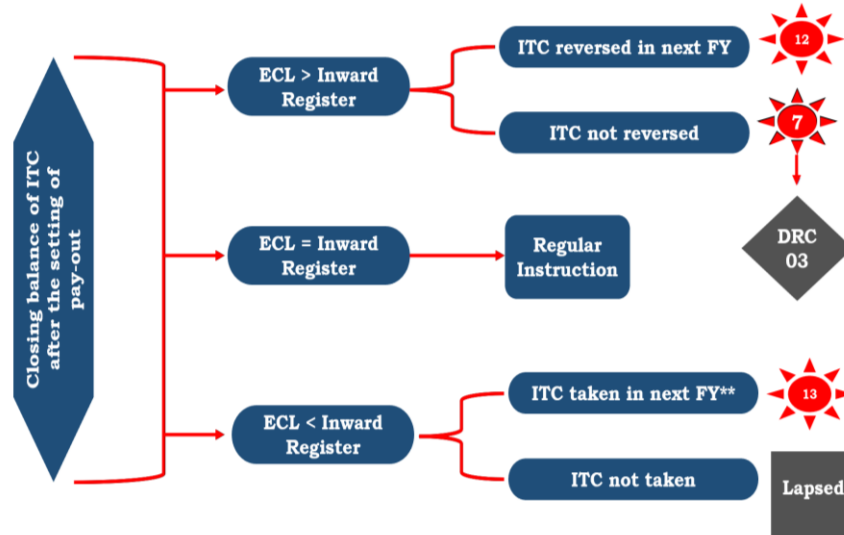 Closing balance of ITC
after the setting of
pay-out
ECL > Inward
Register
ITC reversed in next FY
12
ITC not reversed
7
DRC
03
ECL = Inward
Register
Regular
Instruction
ECL < Inward
Register
ITC taken in next FY**
13
ITC not taken
Lapsed